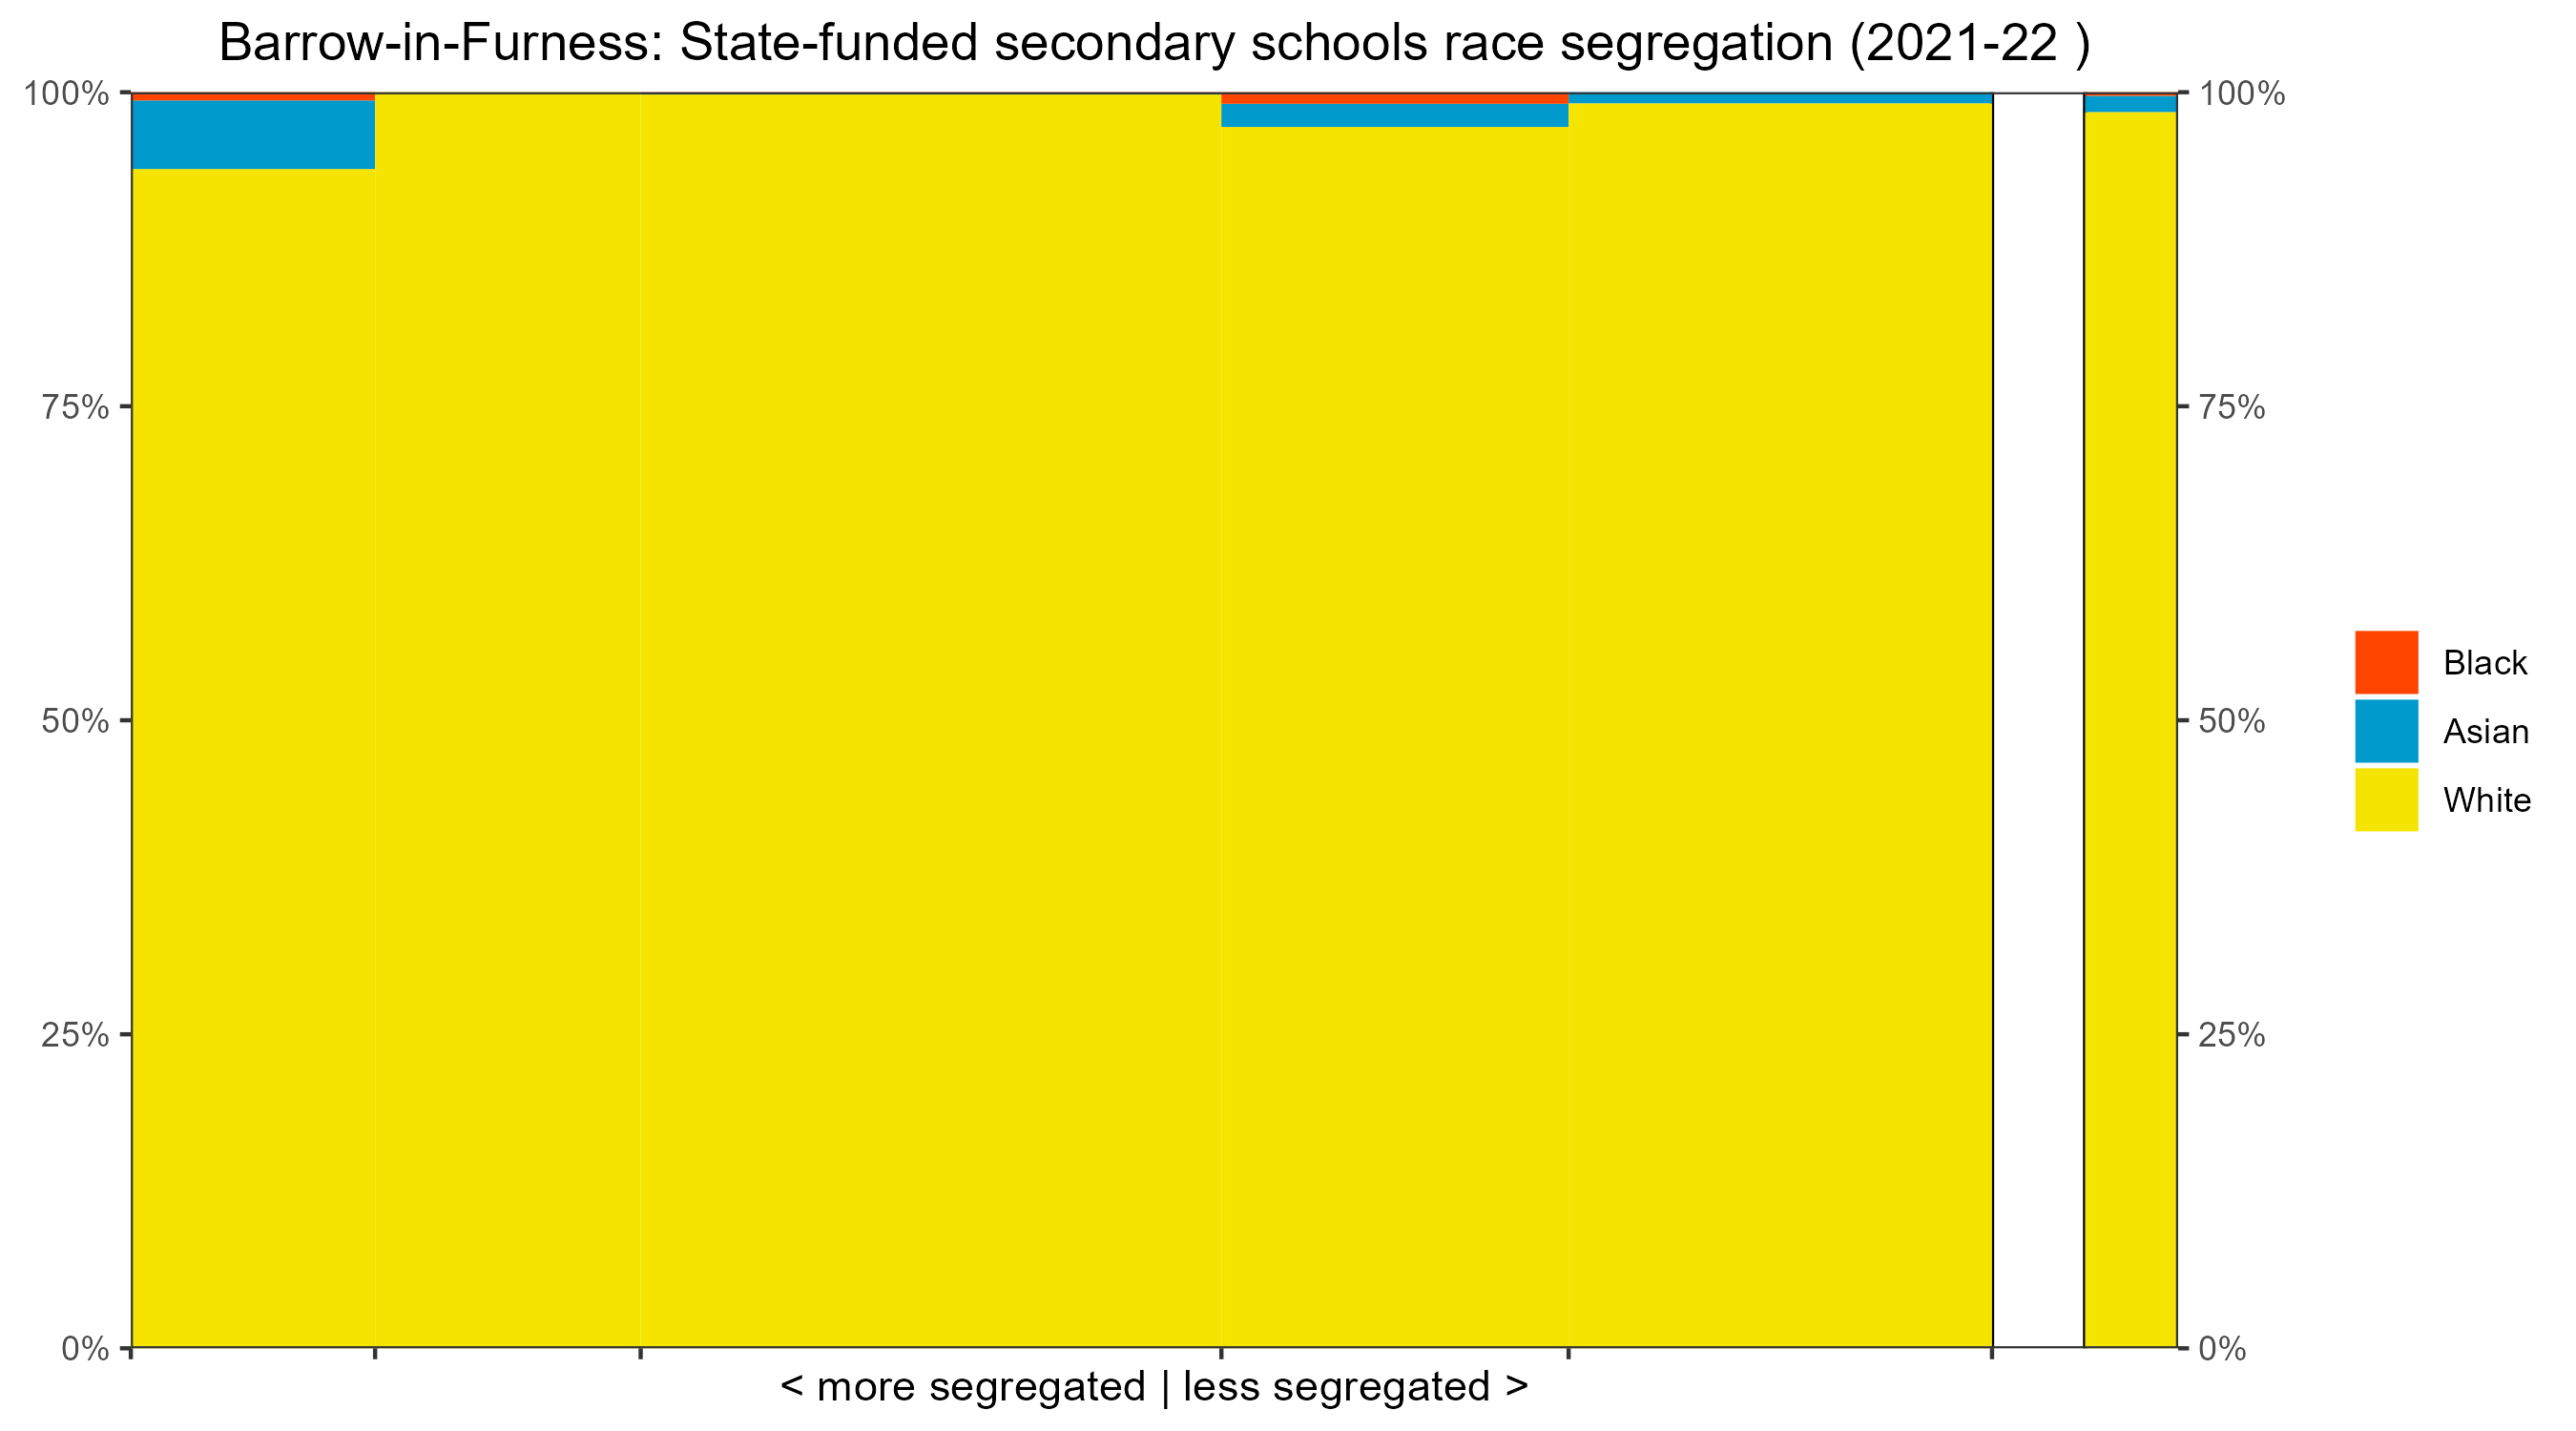 Barrow-in-Furness: State-funded secondary schools race segregation (2021-22 )
100%
75%
50%
25%
0%
100%
75%
50%
25%
0%
Black
Asian
White
< more segregated | less segregated >